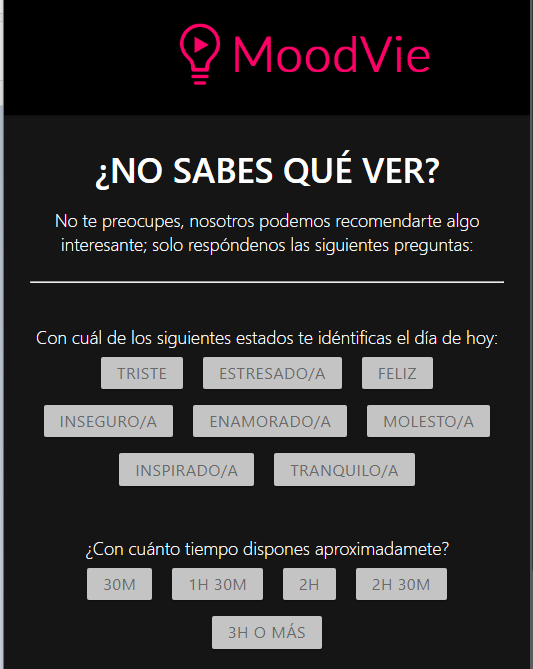 MoodVie
¿NO SABES QUÉ VER?
No te preocupes, nosotros podemos recomendarte algo
interesante; solo respóndenos las siguientes preguntas:
Con cuál de los siguientes estados te idéntificas el día de hoy:
TRISTE ESTRESADO/A FELIZ
INSEGURO/A ENAMORADO/A MOLESTO/A
INSPIRADO/A TRANQUILO/A
¿Con cuánto tiempo dispones aproximadamete?
30M 1H 30M 2H 2H 30M
3H O MÁS